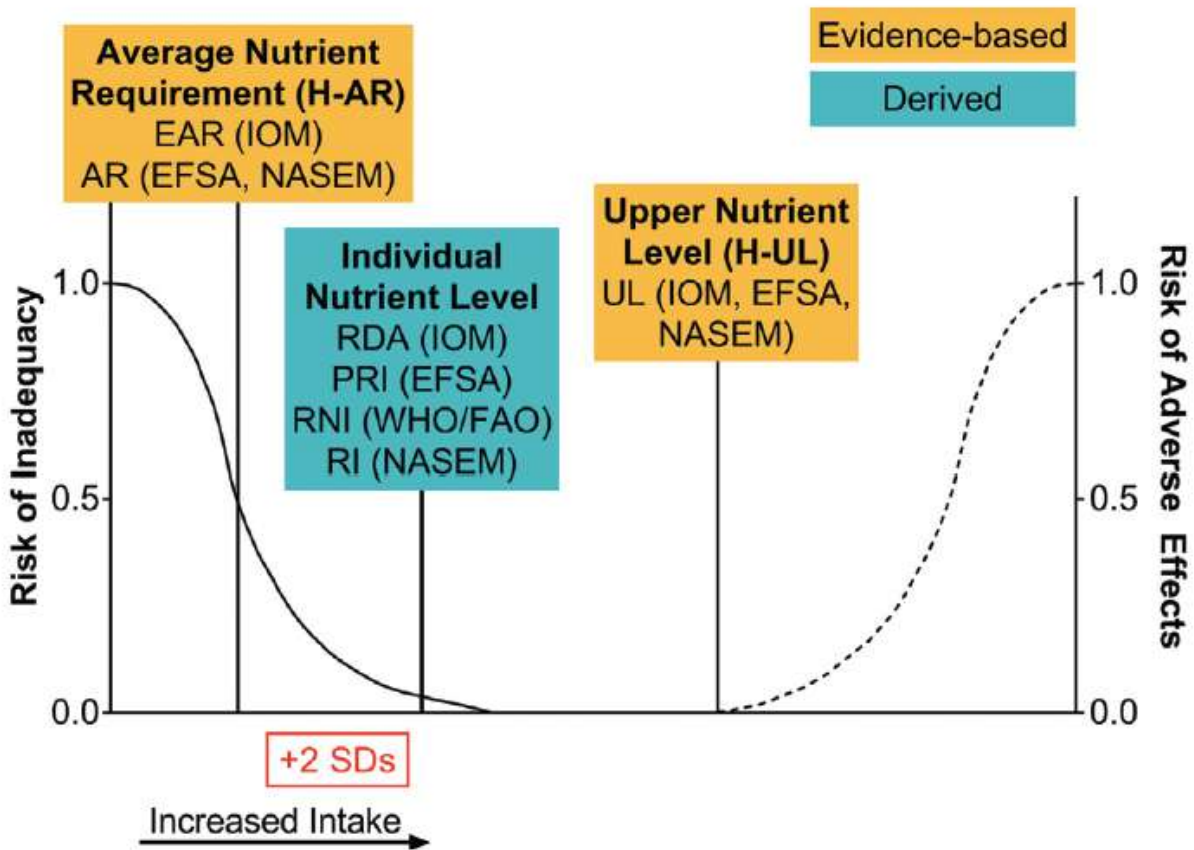 Average Nutrient
Requirement (H-AR)
EAR (IOM)
AR (EFSA, NASEM)
Evidence-based
Derived
Individual
Nutrient Level
RDA (IOM)
PRI (EFSA)
RNI (WHO/FAO)
RI (NASEM)
Upper Nutrient
Level (H-UL)
UL (IOM, EFSA,
NASEM)
Risk of Inadequacy
1.0
0.5
0.0
Risk of Adverse Effects
1.0
0.5
0.0
+2 SDs
Increased Intake